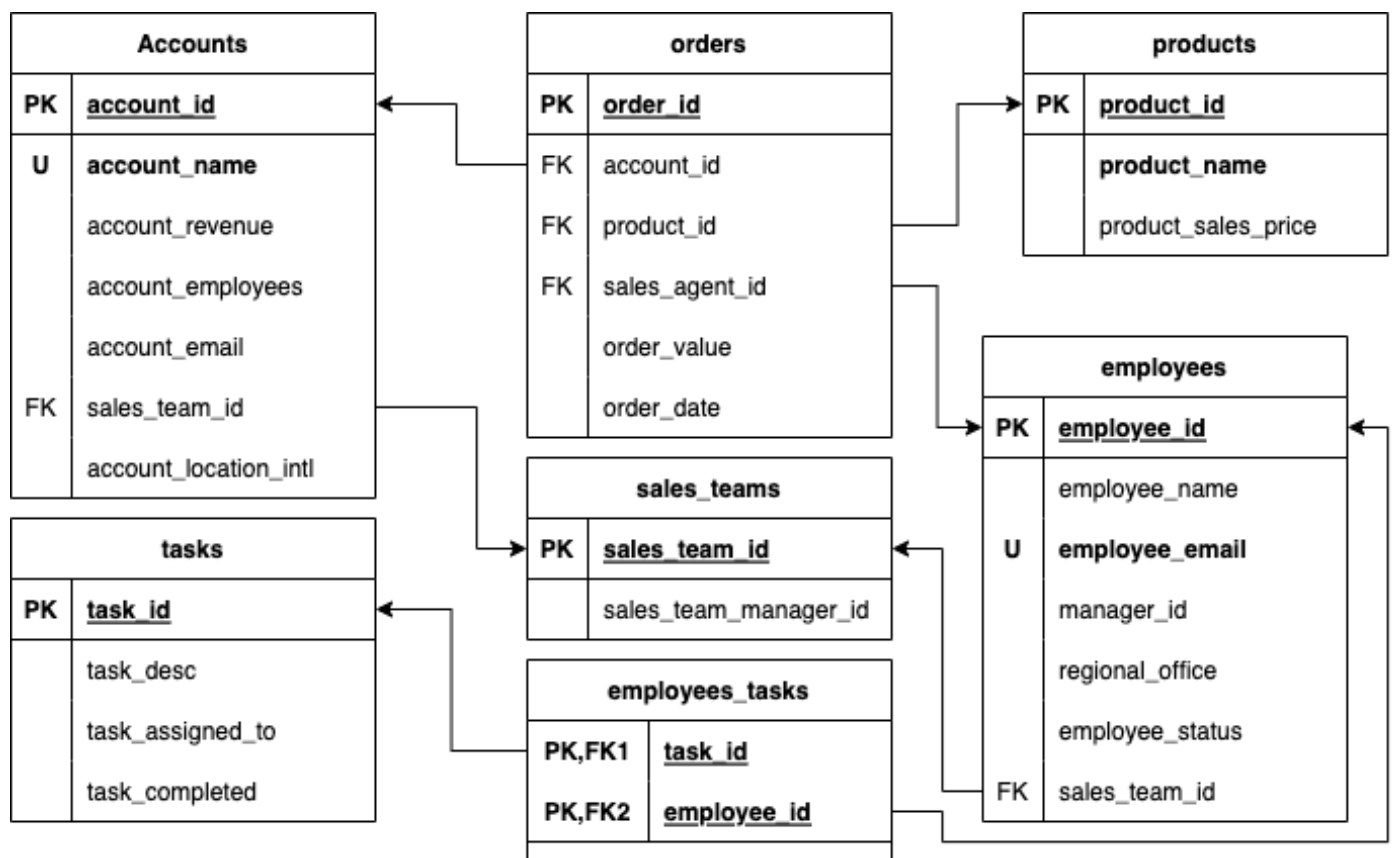 Accounts
PK account_id
U account_name
account_revenue
account_employees
account_email
FK sales_team_id
account_location_intl
orders
PK order_id
FK account_id
FK product_id
FK sales_agent_id
order_value
order_date
products
PK product_id
product_name
product_sales_price
employees
PK employee_id
employee_name
U employee_email
manager_id
regional_office
employee_status
FK sales_team_id
sales_teams
PK sales_team_id
sales_team_manager_id
tasks
PK task_id
task_desc
task_assigned_to
task_completed
employees_tasks
PK,FK1 task_id
PK,FK2 employee_id